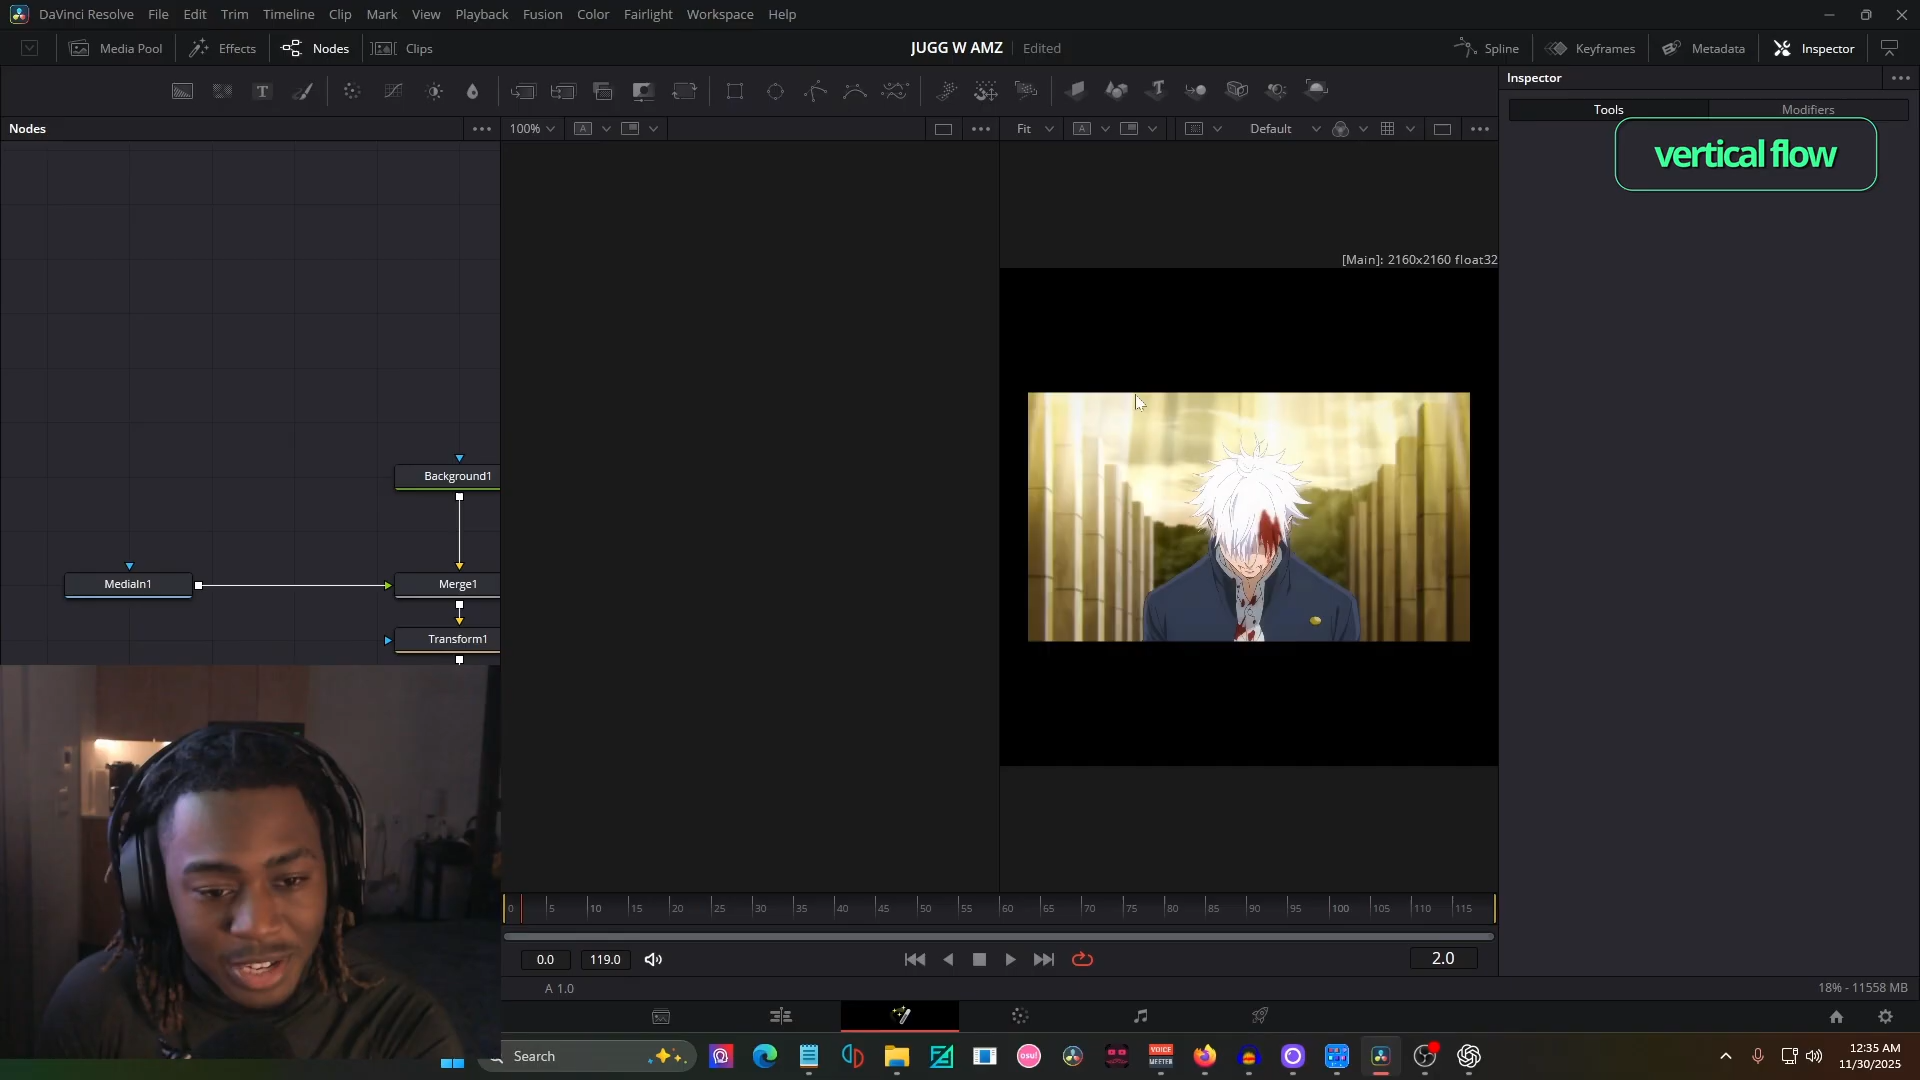 DaVinci Resolve File Edit Trim Timeline Clip Mark View Playback Fusion Color Fairlight Workspace Help
Media Pool Effects Nodes Clips JUGG W AMZ Edited Spline Keyframes Metadata Inspector
Inspector
Tools Modifiers
Nodes 100% A Fit A Default
vertical flow
[Main]: 2160x2160 float32
Background1
MediaIn1 Merge1
Transform1
0 5 10 15 20 25 30 35 40 45 50 55 60 65 70 75 80 85 90 95 100 105 110 115
0.0 119.0 2.0
A 1.0 18% - 11558 MB
Search osu! VOICE MEETER 12:35 AM
11/30/2025